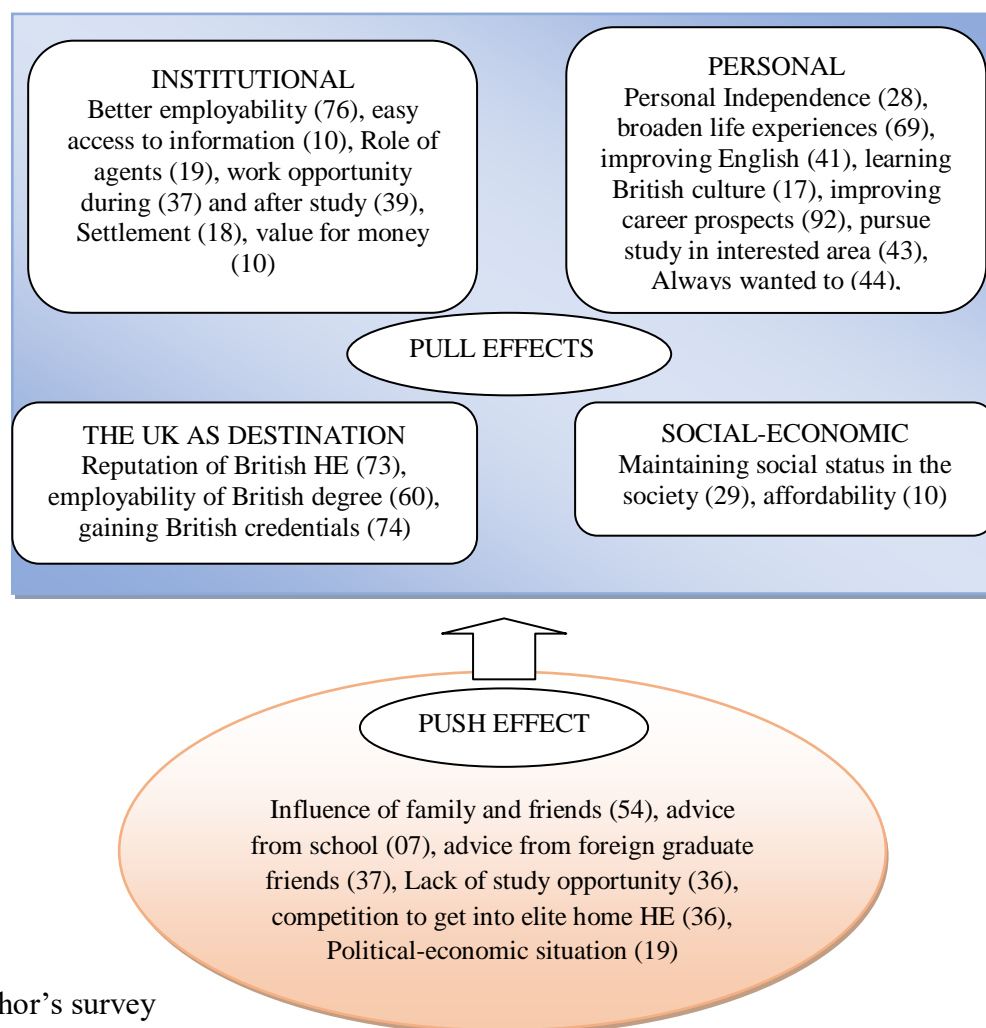 INSTITUTIONAL
Better employability (76), easy
access to information (10), Role of
agents (19), work opportunity
during (37) and after study (39),
Settlement (18), value for money
(10)
PERSONAL
Personal Independence (28),
broaden life experiences (69),
improving English (41), learning
British culture (17), improving
career prospects (92), pursue
study in interested area (43),
Always wanted to (44),
PULL EFFECTS
THE UK AS DESTINATION
Reputation of British HE (73),
employability of British degree (60),
gaining British credentials (74)
SOCIAL-ECONOMIC
Maintaining social status in the
society (29), affordability (10)
PUSH EFFECT
Influence of family and friends (54), advice
from school (07), advice from foreign graduate
friends (37), Lack of study opportunity (36),
competition to get into elite home HE (36),
Political-economic situation (19)
hor’s survey